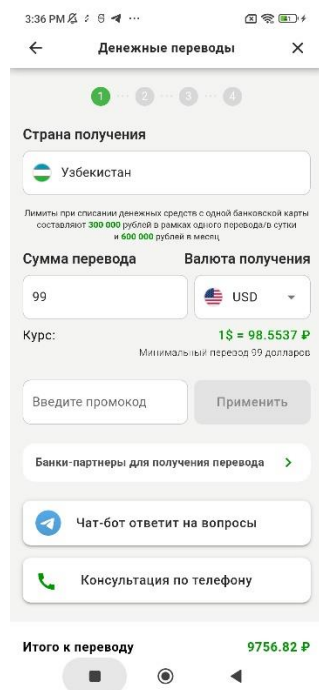 3:36 PM
Денежные переводы
1 2 3 4
Страна получения
Узбекистан
Лимиты при списании денежных средств с одной банковской карты
составляют 300 000 рублей в рамках одного перевода/в сутки
и 600 000 рублей в месяц
Сумма перевода Валюта получения
99 USD
Курс: 1$ = 98.5537 ₽
Минимальный перевод 99 долларов
Введите промокод Применить
Банки-партнеры для получения перевода
Чат-бот ответит на вопросы
Консультация по телефону
Итого к переводу 9756.82 ₽